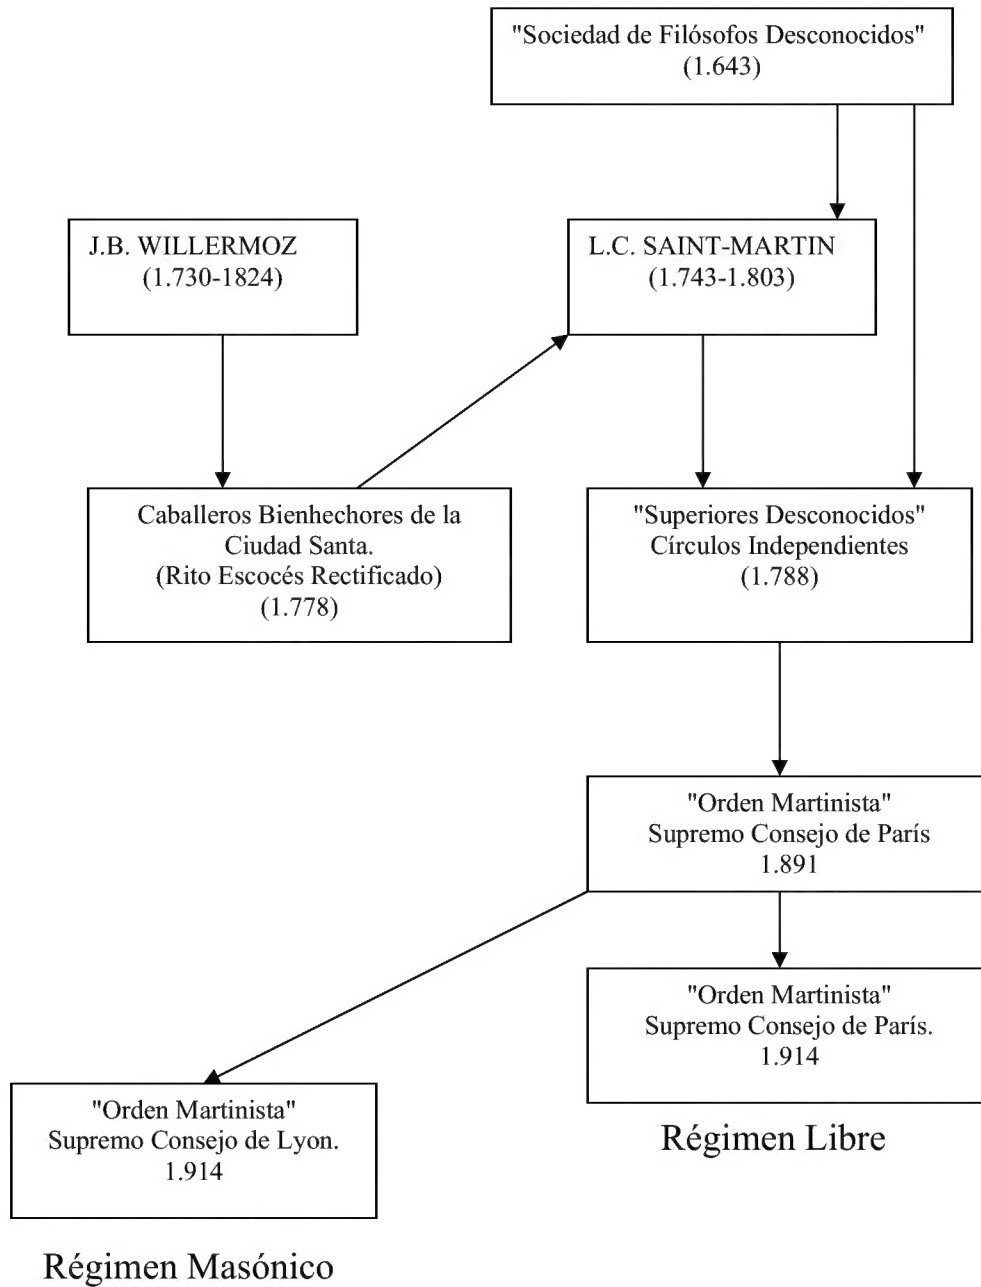 "Sociedad de Filósofos Desconocidos"
(1.643)
J.B. WILLERMOZ
(1.730-1824)
L.C. SAINT-MARTIN
(1.743-1.803)
Caballeros Bienhechores de la
Ciudad Santa.
(Rito Escocés Rectificado)
(1.778)
"Superiores Desconocidos"
Círculos Independientes
(1.788)
"Orden Martinista"
Supremo Consejo de París
1.891
"Orden Martinista"
Supremo Consejo de París.
1.914
Régimen Libre
"Orden Martinista"
Supremo Consejo de Lyon.
1.914
Régimen Masónico